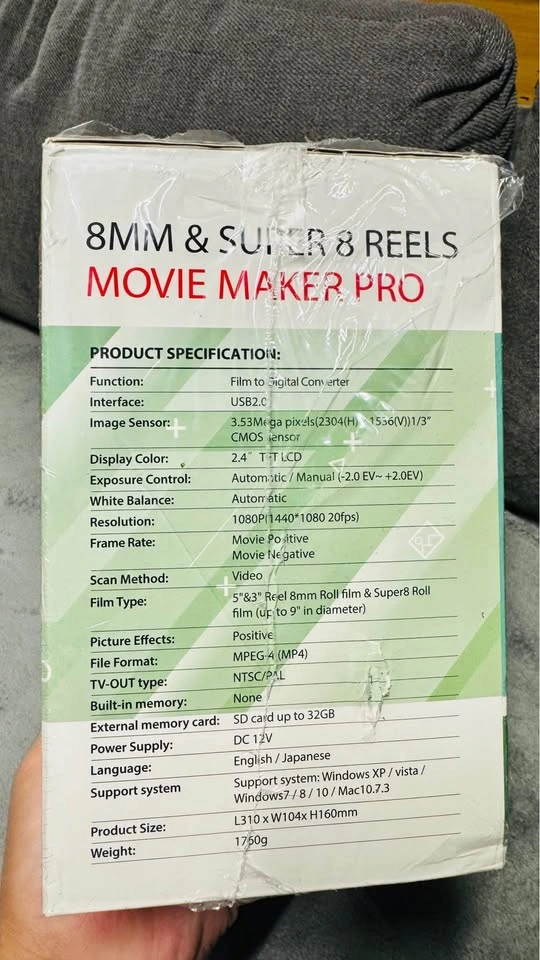 8MM & SUPER 8 REELS
MOVIE MAKER PRO
PRODUCT SPECIFICATION:
Function: Film to Digital Converter
Interface: USB2.0
Image Sensor: 3.53Mega pixels(2304(H) 1536(V))1/3"
CMOS sensor
Display Color: 2.4" TFT LCD
Exposure Control: Automatic / Manual (-2.0 EV~ +2.0EV)
White Balance: Automatic
Resolution: 1080P(1440*1080 20fps)
Frame Rate: Movie Positive
Movie Negative
Scan Method: Video
Film Type: 5"&3" Reel 8mm Roll film & Super8 Roll
film (up to 9" in diameter)
Picture Effects: Positive
File Format: MPEG-4 (MP4)
TV-OUT type: NTSC/PAL
Built-in memory: None
External memory card: SD card up to 32GB
Power Supply: DC 12V
Language: English / Japanese
Support system Support system: Windows XP / vista /
Windows7 / 8 / 10 / Mac10.7.3
Product Size: L310 x W104x H160mm
Weight: 1760g